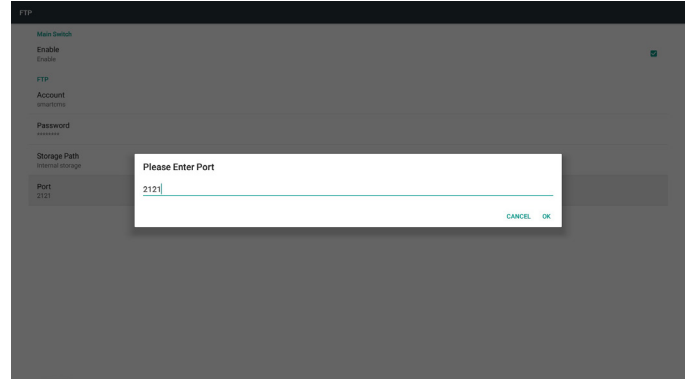 FTP
Main Switch
Enable
Enable
FTP
Account
smartcms
Password
********
Storage Path
Internal storage
Port
2121
Please Enter Port
2121
CANCEL OK